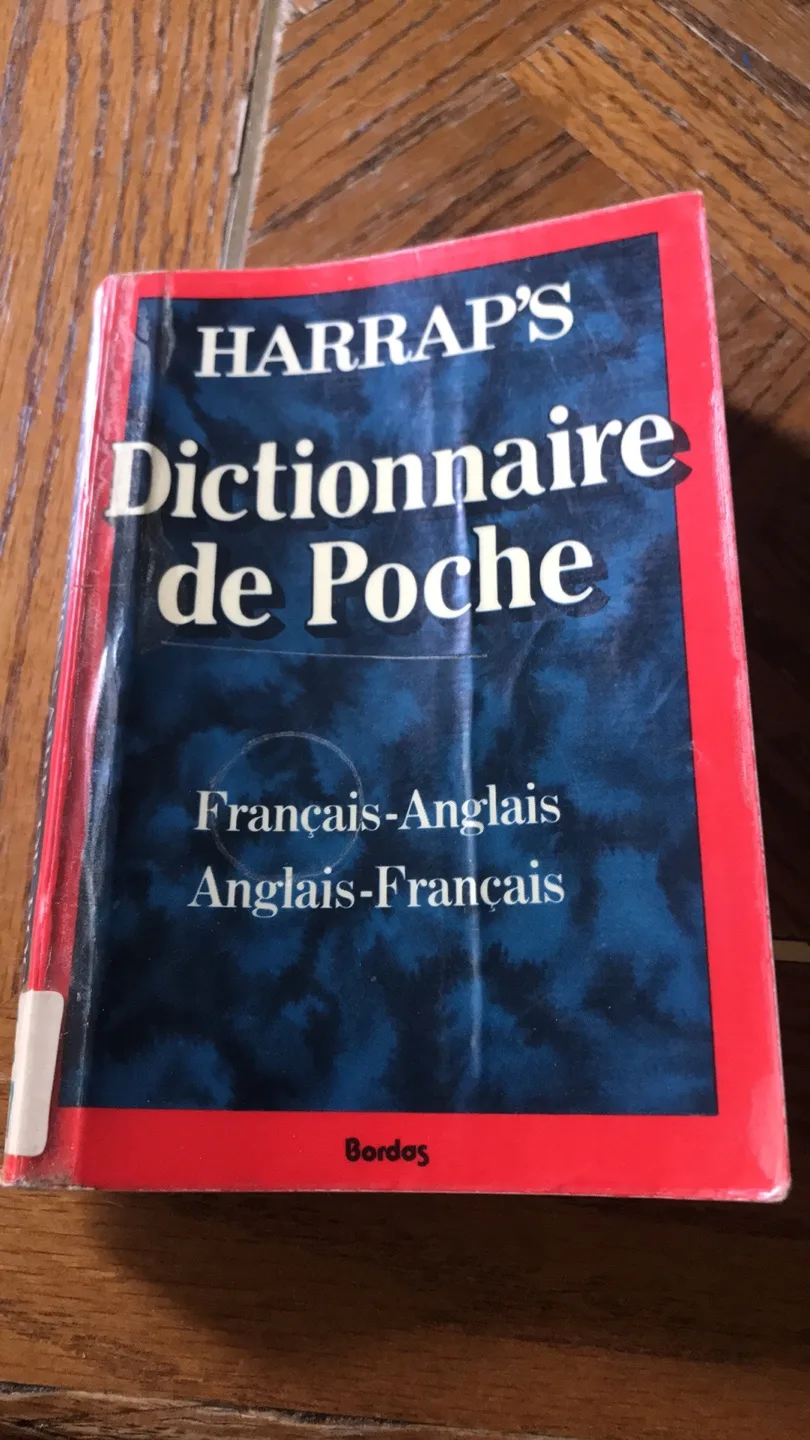 HARRAP'S
Dictionnaire
de Poche
Français-Anglais
Anglais-Français
Bordas